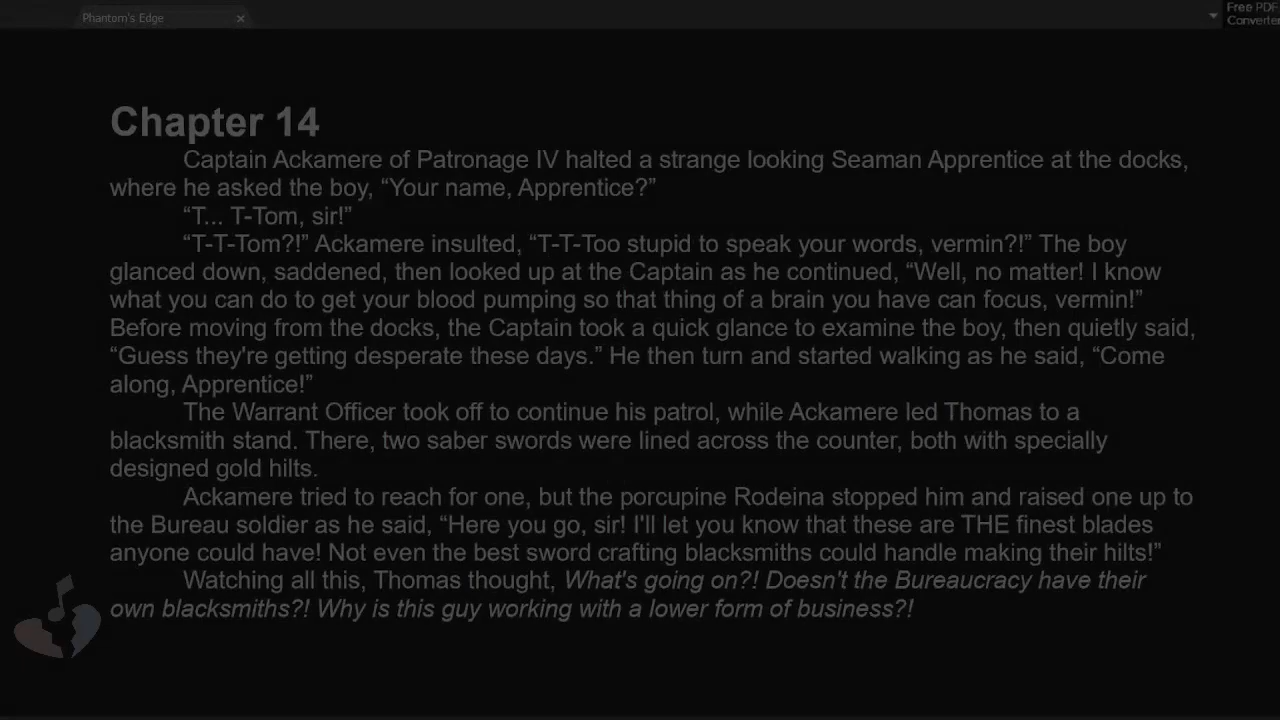 Phantom's Edge
Free PDF
Converter
Chapter 14
Captain Ackamere of Patronage IV halted a strange looking Seaman Apprentice at the docks,
where he asked the boy, “Your name, Apprentice?”
“T... T-Tom, sir!”
“T-T-Tom?!” Ackamere insulted, “T-T-Too stupid to speak your words, vermin?!” The boy
glanced down, saddened, then looked up at the Captain as he continued, “Well, no matter! I know
what you can do to get your blood pumping so that thing of a brain you have can focus, vermin!”
Before moving from the docks, the Captain took a quick glance to examine the boy, then quietly said,
“Guess they're getting desperate these days.” He then turn and started walking as he said, “Come
along, Apprentice!”
The Warrant Officer took off to continue his patrol, while Ackamere led Thomas to a
blacksmith stand. There, two saber swords were lined across the counter, both with specially
designed gold hilts.
Ackamere tried to reach for one, but the porcupine Rodeina stopped him and raised one up to
the Bureau soldier as he said, “Here you go, sir! I'll let you know that these are THE finest blades
anyone could have! Not even the best sword crafting blacksmiths could handle making their hilts!”
Watching all this, Thomas thought, What's going on?! Doesn't the Bureaucracy have their
own blacksmiths?! Why is this guy working with a lower form of business?!